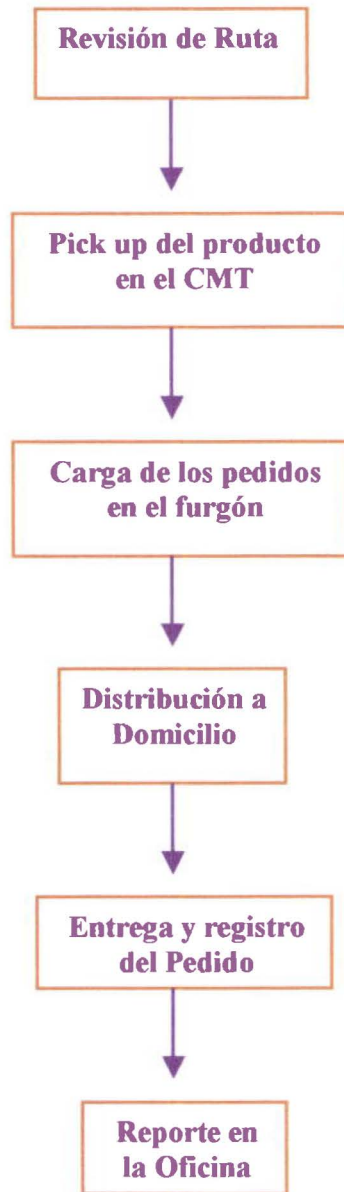 Revisión de Ruta
Pick up del producto
en el CMT
Carga de los pedidos
en el furgón
Distribución a
Domicilio
Entrega y registro
del Pedido
Reporte en
la Oficina